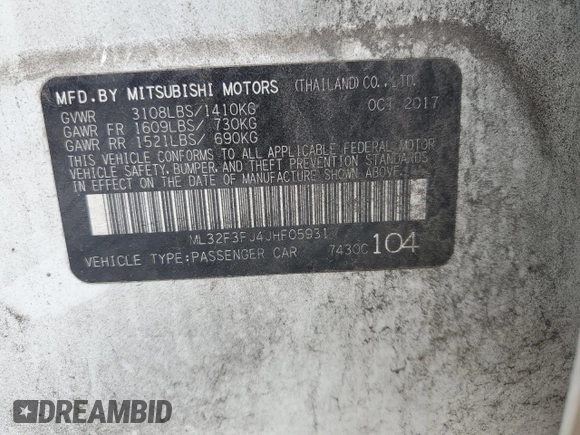 MFD.BY MITSUBISHI MOTORS (THAILAND)CO.,LTD.
GVWR 3108LBS/1410KG OCT 2017
GAWR FR 1609LBS/ 730KG
GAWR RR 1521LBS/ 690KG
THIS VEHICLE CONFORMS TO ALL APPLICABLE FEDERAL MOTOR
VEHICLE SAFETY,BUMPER,AND THEFT PREVENTION STANDARDS
IN EFFECT ON THE DATE OF MANUFACTURE SHOWN ABOVE.
ML32F3FJ4JHF05931
VEHICLE TYPE:PASSENGER CAR 7430C 104
DREAMBID